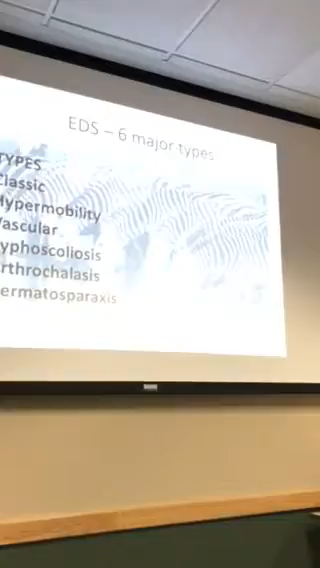 EDS – 6 major types
TYPES
Classic
Hypermobility
Vascular
yphoscoliosis
rthrochalasis
ermatosparaxis